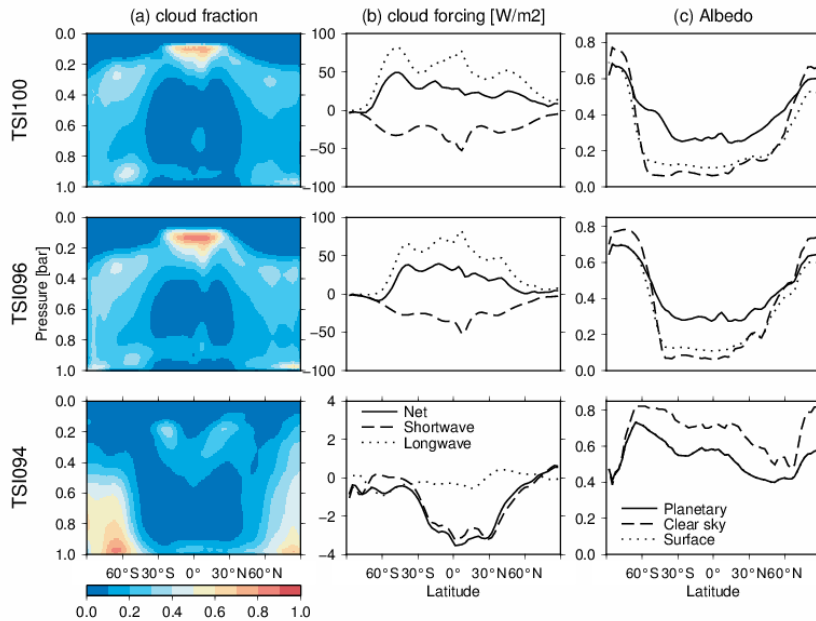 (a) cloud fraction (b) cloud forcing [W/m2] (c) Albedo
TSI100
0.0
0.2
0.4
0.6
0.8
1.0
100
50
0
−50
−100
0.8
0.6
0.4
0.2
0.0
TSI096
Pressure [bar]
0.0
0.2
0.4
0.6
0.8
1.0
100
50
0
−50
−100
0.8
0.6
0.4
0.2
0.0
TSI094
0.0
0.2
0.4
0.6
0.8
1.0
4
2
0
−2
−4
Net
Shortwave
Longwave
0.8
0.6
0.4
0.2
0.0
Planetary
Clear sky
Surface
60°S 30°S 0° 30°N 60°N
60°S 30°S 0° 30°N 60°N
60°S 30°S 0° 30°N 60°N
Latitude
Latitude
0.0 0.2 0.4 0.6 0.8 1.0